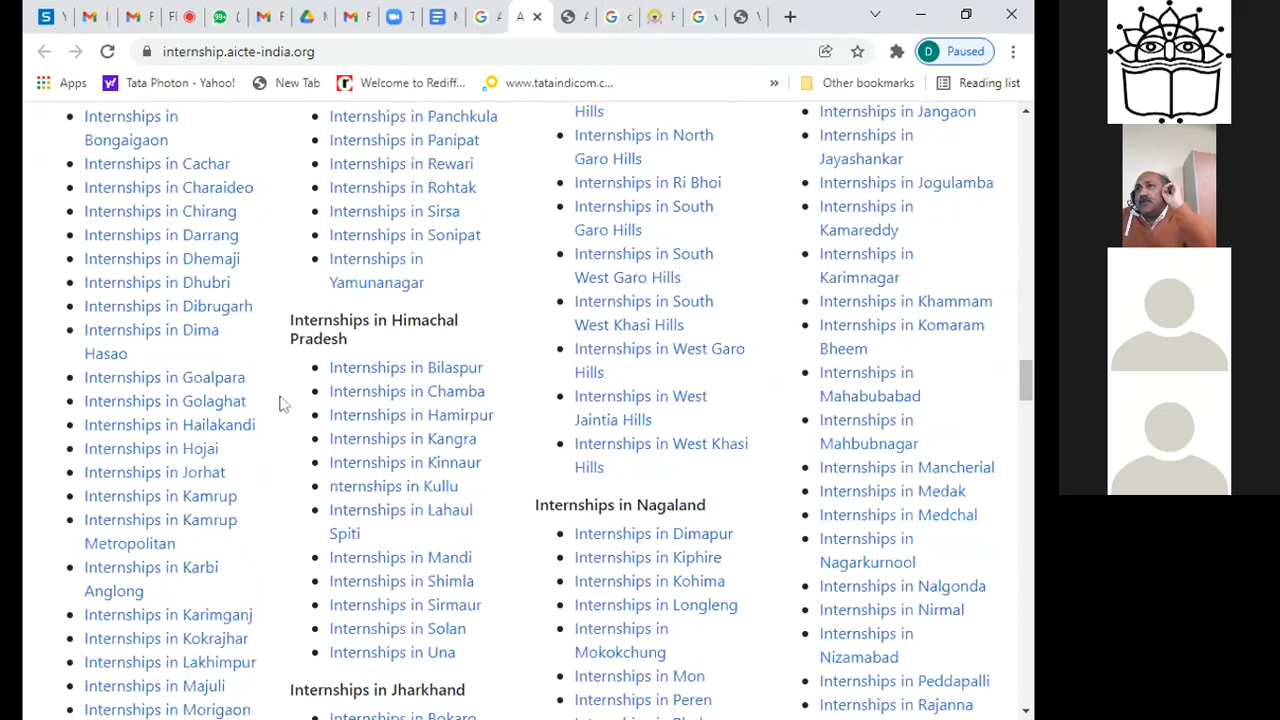 internship.aicte-india.org
D
Paused
Apps
Tata Photon - Yahoo!
New Tab
Welcome to Rediff...
www.tataindicom.c...
»
Other bookmarks
Reading list
Internships in
Bongaigaon
Internships in Cachar
Internships in Charaideo
Internships in Chirang
Internships in Darrang
Internships in Dhemaji
Internships in Dhubri
Internships in Dibrugarh
Internships in Dima
Hasao
Internships in Goalpara
Internships in Golaghat
Internships in Hailakandi
Internships in Hojai
Internships in Jorhat
Internships in Kamrup
Internships in Kamrup
Metropolitan
Internships in Karbi
Anglong
Internships in Karimganj
Internships in Kokrajhar
Internships in Lakhimpur
Internships in Majuli
Internships in Morigaon
Internships in Panchkula
Internships in Panipat
Internships in Rewari
Internships in Rohtak
Internships in Sirsa
Internships in Sonipat
Internships in
Yamunanagar
Internships in Himachal
Pradesh
Internships in Bilaspur
Internships in Chamba
Internships in Hamirpur
Internships in Kangra
Internships in Kinnaur
nternships in Kullu
Internships in Lahaul
Spiti
Internships in Mandi
Internships in Shimla
Internships in Sirmaur
Internships in Solan
Internships in Una
Internships in Jharkhand
Internships in Bokaro
Hills
Internships in North
Garo Hills
Internships in Ri Bhoi
Internships in South
Garo Hills
Internships in South
West Garo Hills
Internships in South
West Khasi Hills
Internships in West Garo
Hills
Internships in West
Jaintia Hills
Internships in West Khasi
Hills
Internships in Nagaland
Internships in Dimapur
Internships in Kiphire
Internships in Kohima
Internships in Longleng
Internships in
Mokokchung
Internships in Mon
Internships in Peren
Internships in Jangaon
Internships in
Jayashankar
Internships in Jogulamba
Internships in
Kamareddy
Internships in
Karimnagar
Internships in Khammam
Internships in Komaram
Bheem
Internships in
Mahabubabad
Internships in
Mahbubnagar
Internships in Mancherial
Internships in Medak
Internships in Medchal
Internships in
Nagarkurnool
Internships in Nalgonda
Internships in Nirmal
Internships in
Nizamabad
Internships in Peddapalli
Internships in Rajanna